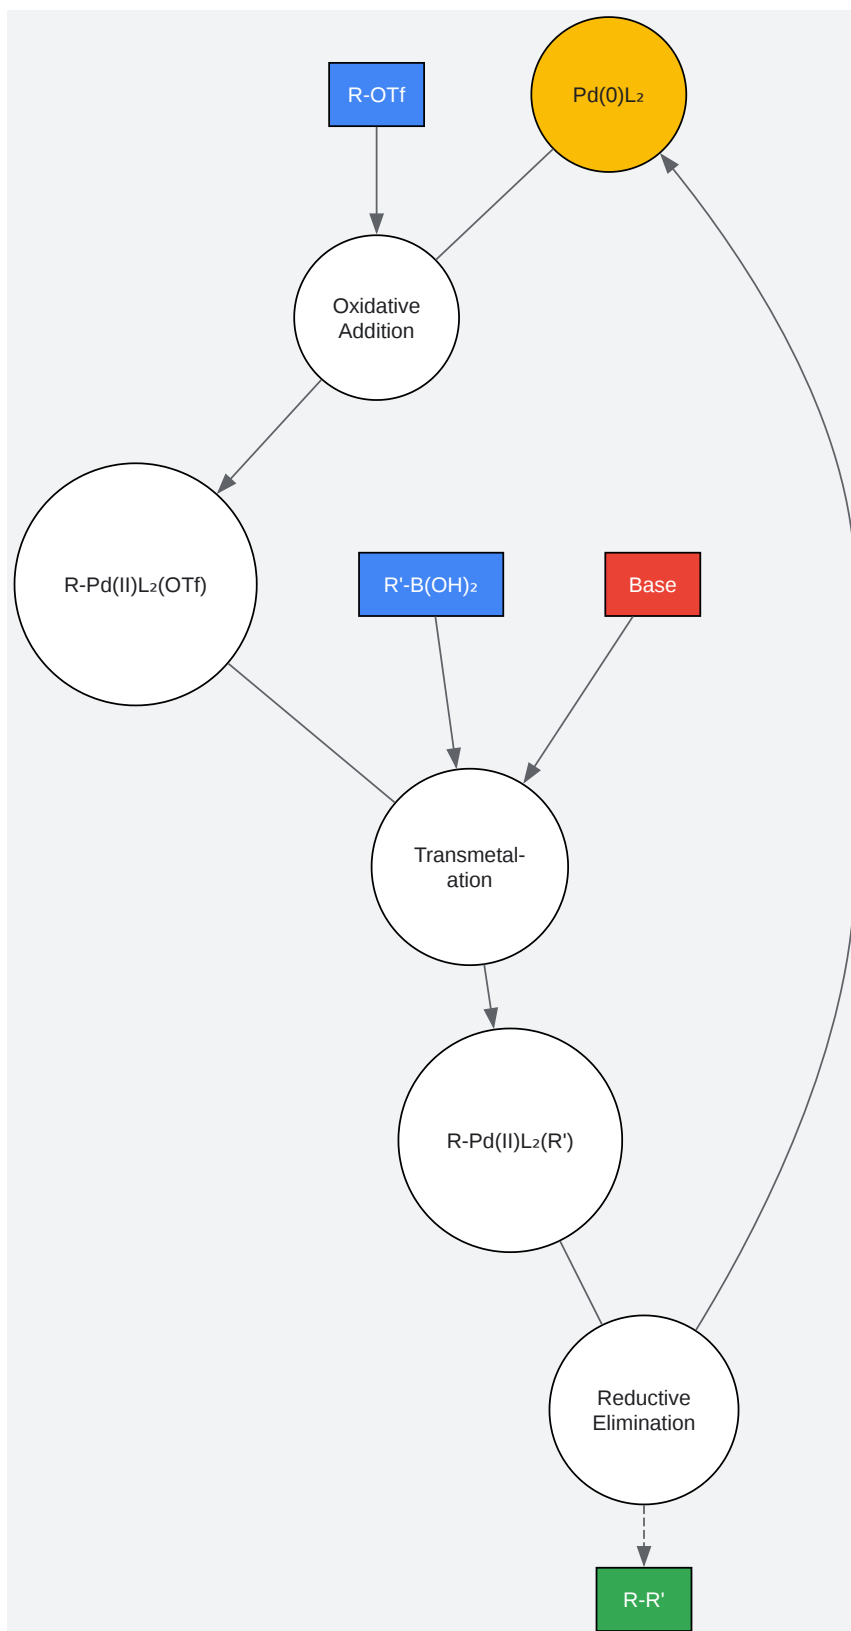 R-OTf
Pd(0)L₂
Oxidative
Addition
R-Pd(II)L₂(OTf)
R'-B(OH)₂
Base
Transmetal-
ation
R-Pd(II)L₂(R')
Reductive
Elimination
R-R'